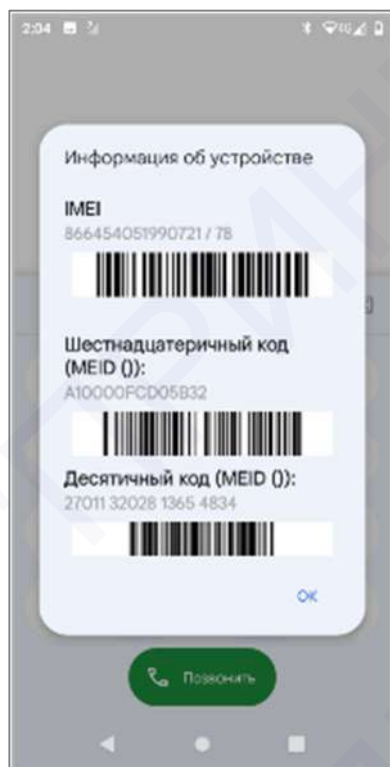 2:04
Информация об устройстве
IMEI
866454051990721 / 78
Шестнадцатеричный код
(MEID ()):
A10000FCD05B32
Десятичный код (MEID ()):
27011 32028 1365 4834
OK
Позвонить